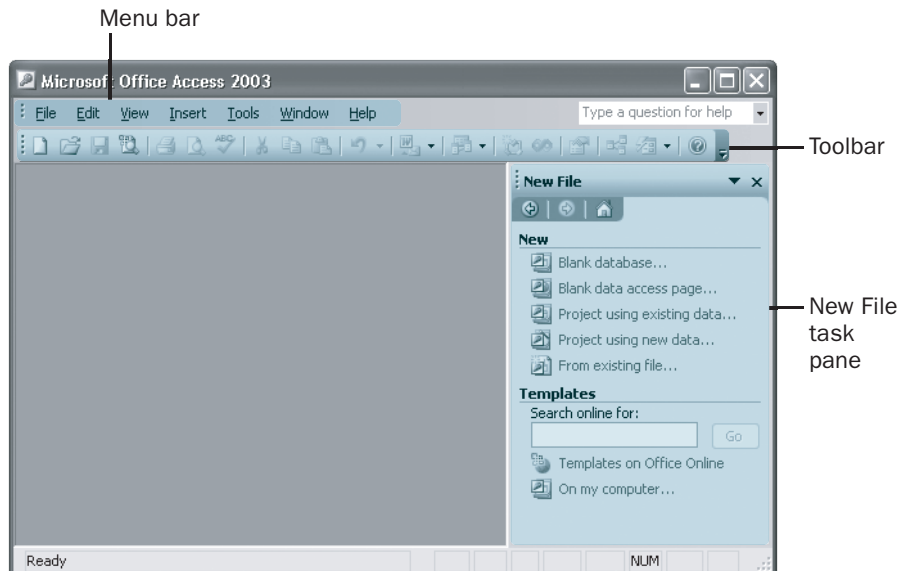 Menu bar
Microsoft Office Access 2003
File Edit View Insert Tools Window Help Type a question for help
Toolbar
New File
New
Blank database...
Blank data access page...
Project using existing data...
Project using new data...
From existing file...
New File
task
pane
Templates
Search online for:
Go
Templates on Office Online
On my computer...
Ready NUM